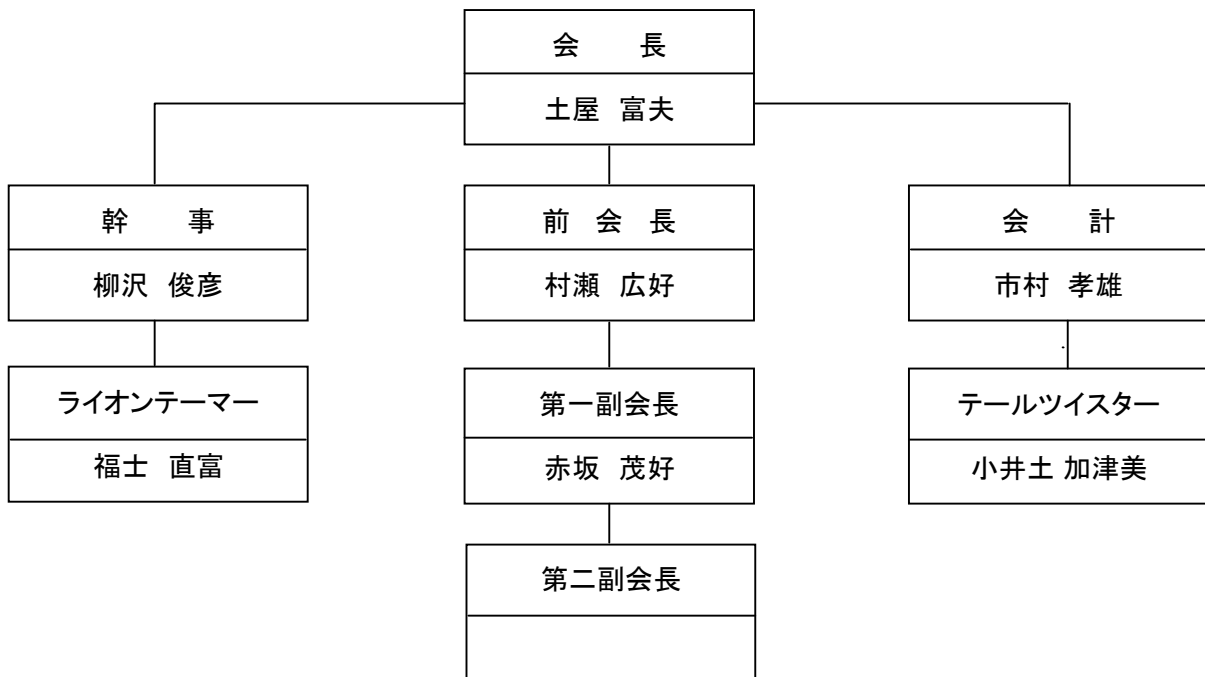 会 長
土屋 富夫
幹 事
前 会 長
会 計
柳沢 俊彦
村瀬 広好
市村 孝雄
ライオンテーマー
第一副会長
テールツイスター
福士 直富
赤坂 茂好
小井土 加津美
第二副会長